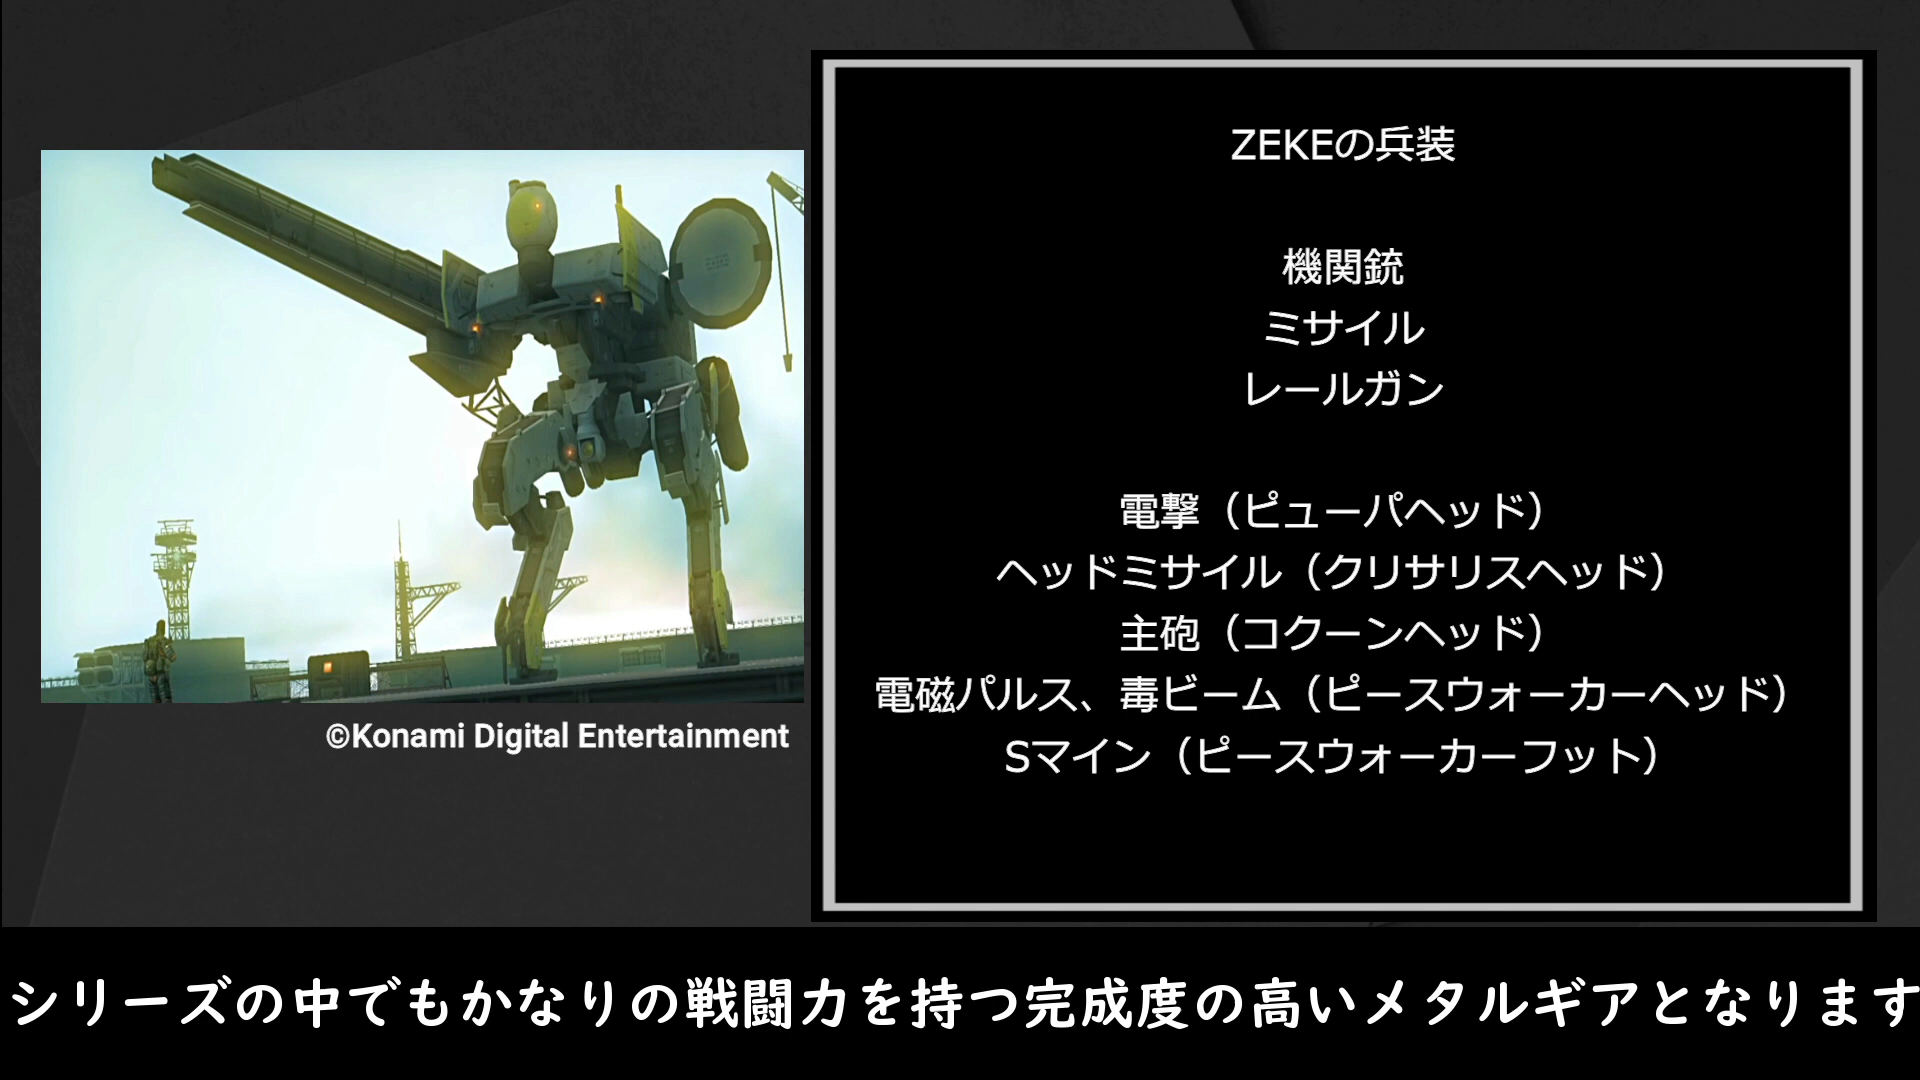 ZEKEの兵装
機関銃
ミサイル
レールガン
電撃（ピューパヘッド）
ヘッドミサイル（クリサリスヘッド）
主砲（コクーンヘッド）
電磁パルス、毒ビーム（ピースウォーカーヘッド）
Sマイン（ピースウォーカーフット）
©Konami Digital Entertainment
シリーズの中でもかなりの戦闘力を持つ完成度の高いメタルギアとなります